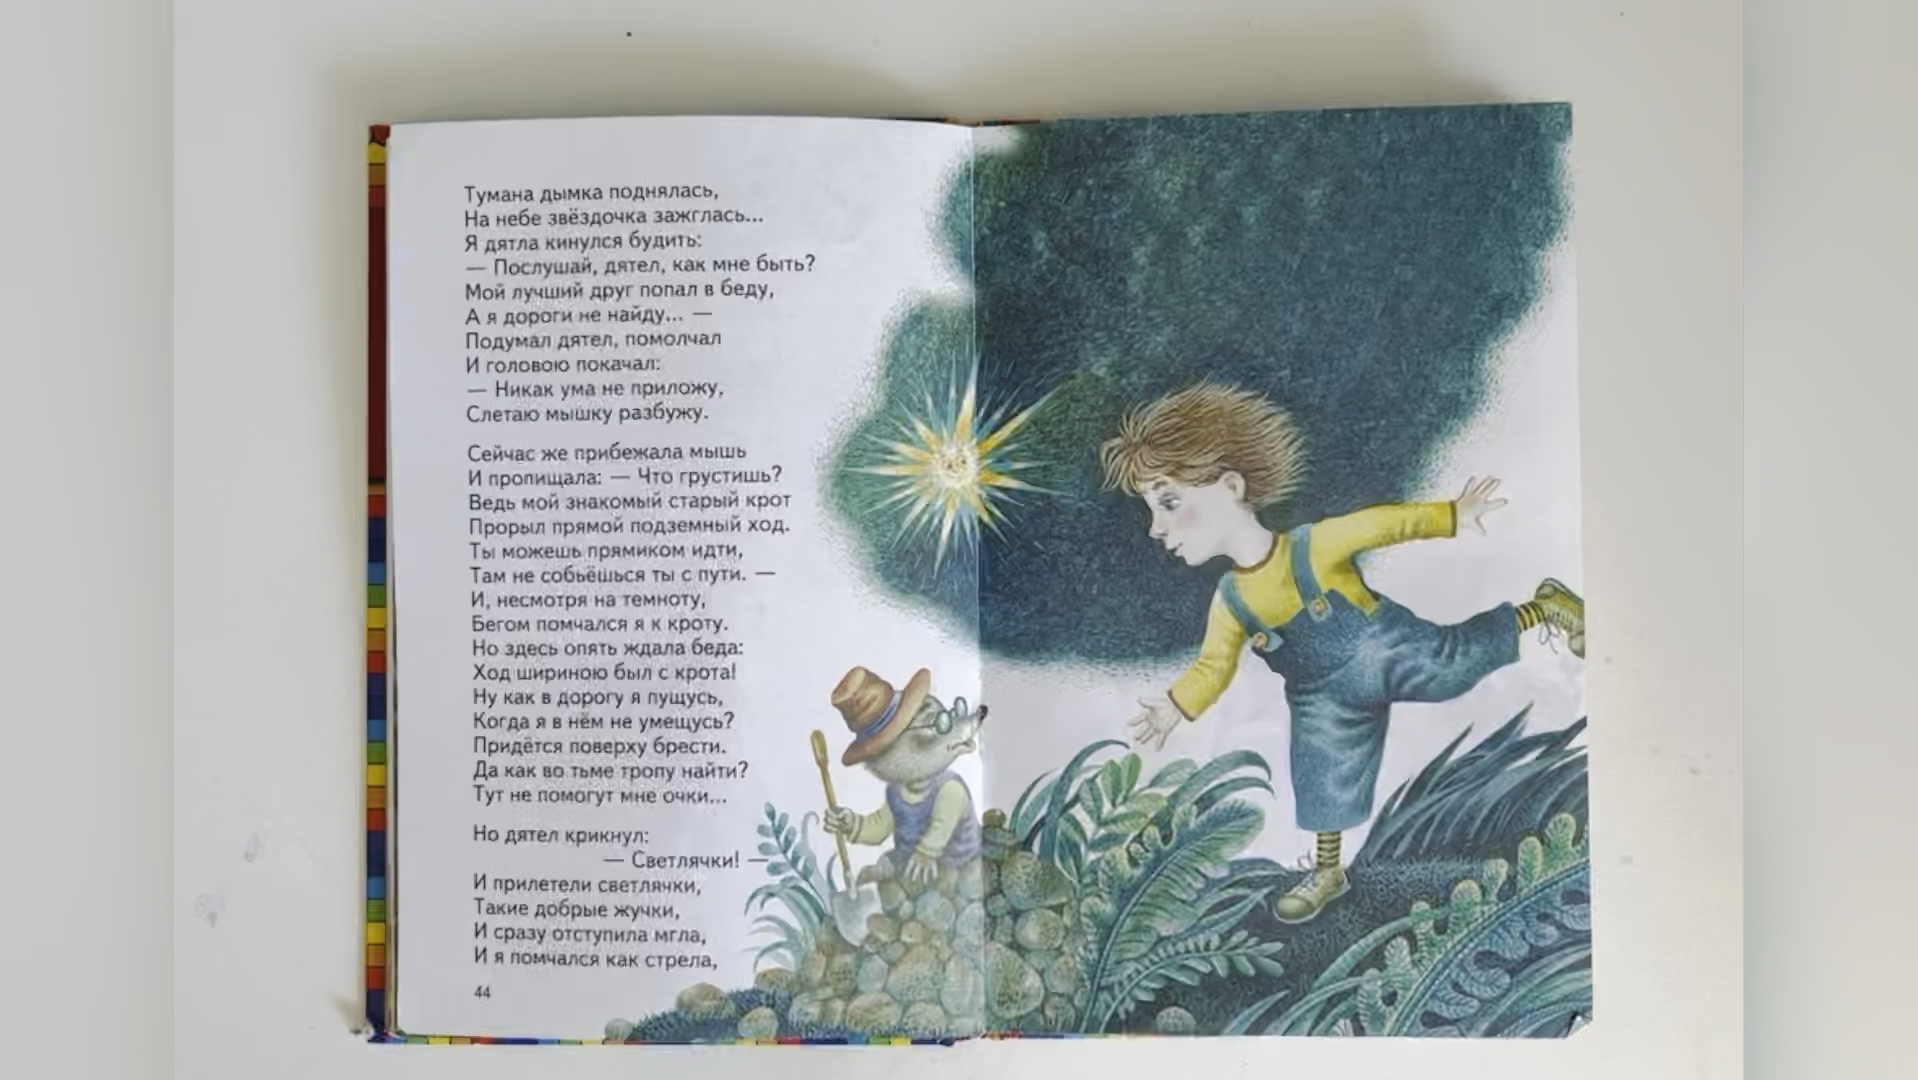 Тумана дымка поднялась,
На небе звёздочка зажглась...
Я дятла кинулся будить:
— Послушай, дятел, как мне быть?
Мой лучший друг попал в беду,
А я дороги не найду... —
Подумал дятел, помолчал
И головою покачал:
— Никак ума не приложу,
Слетаю мышку разбужу.
Сейчас же прибежала мышь
И пропищала: — Что грустишь?
Ведь мой знакомый старый крот
Прорыл прямой подземный ход.
Ты можешь прямиком идти,
Там не собьёшься ты с пути. —
И, несмотря на темноту,
Бегом помчался я к кроту.
Но здесь опять ждала беда:
Ход шириною был с крота!
Ну как в дорогу я пущусь,
Когда я в нём не умещусь?
Придётся поверху брести.
Да как во тьме тропу найти?
Тут не помогут мне очки...
Но дятел крикнул:
— Светлячки! —
И прилетели светлячки,
Такие добрые жучки,
И сразу отступила мгла,
И я помчался как стрела,
44